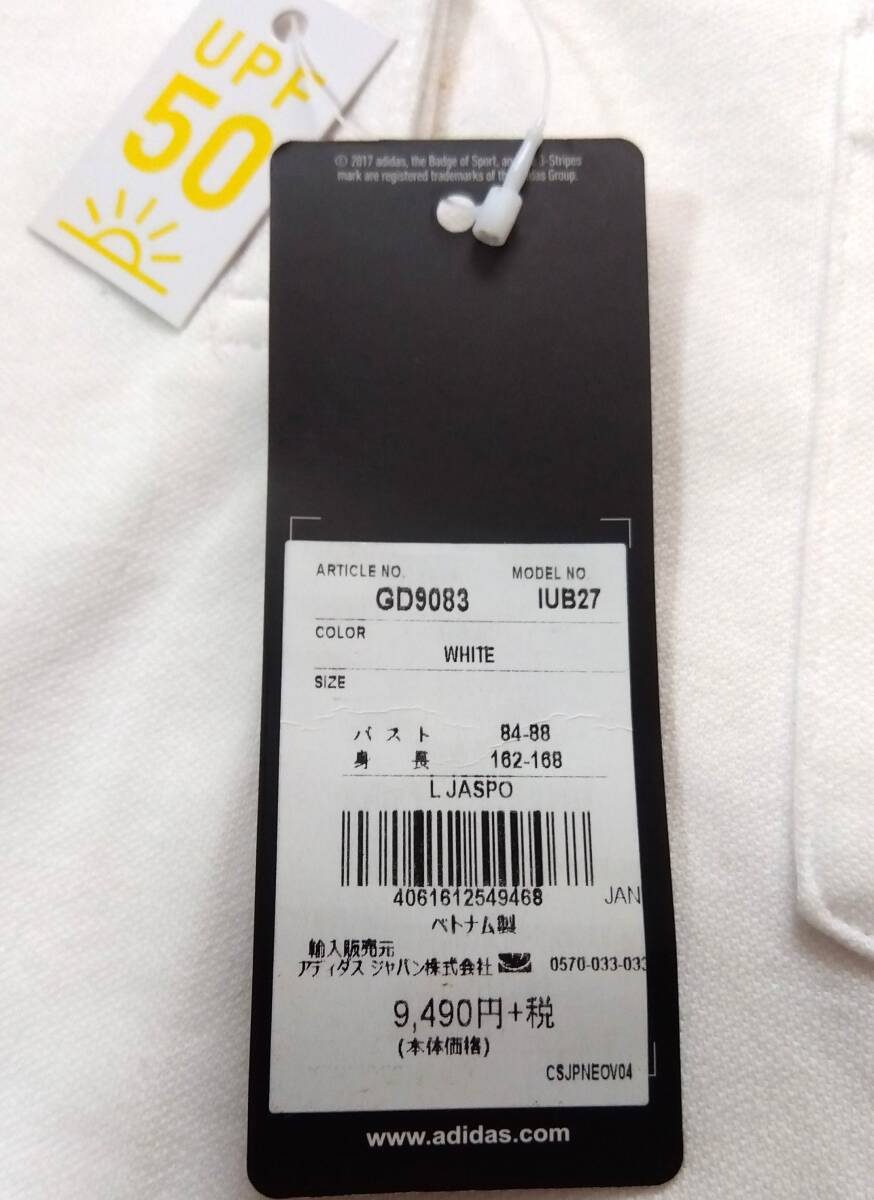 UPF
50
© 2017 adidas, the Badge of Sport, and 3-Stripes
mark are registered trademarks of the adidas Group.
ARTICLE NO. MODEL NO
GD9083 IUB27
COLOR
WHITE
SIZE
バスト 84-88
身長 162-168
L JASPO
4061612549468 JAN
ベトナム製
輸入販売元
アディダス ジャパン株式会社 0570-033-033
9,490円+税
(本体価格)
CSJPNEOV04
www.adidas.com